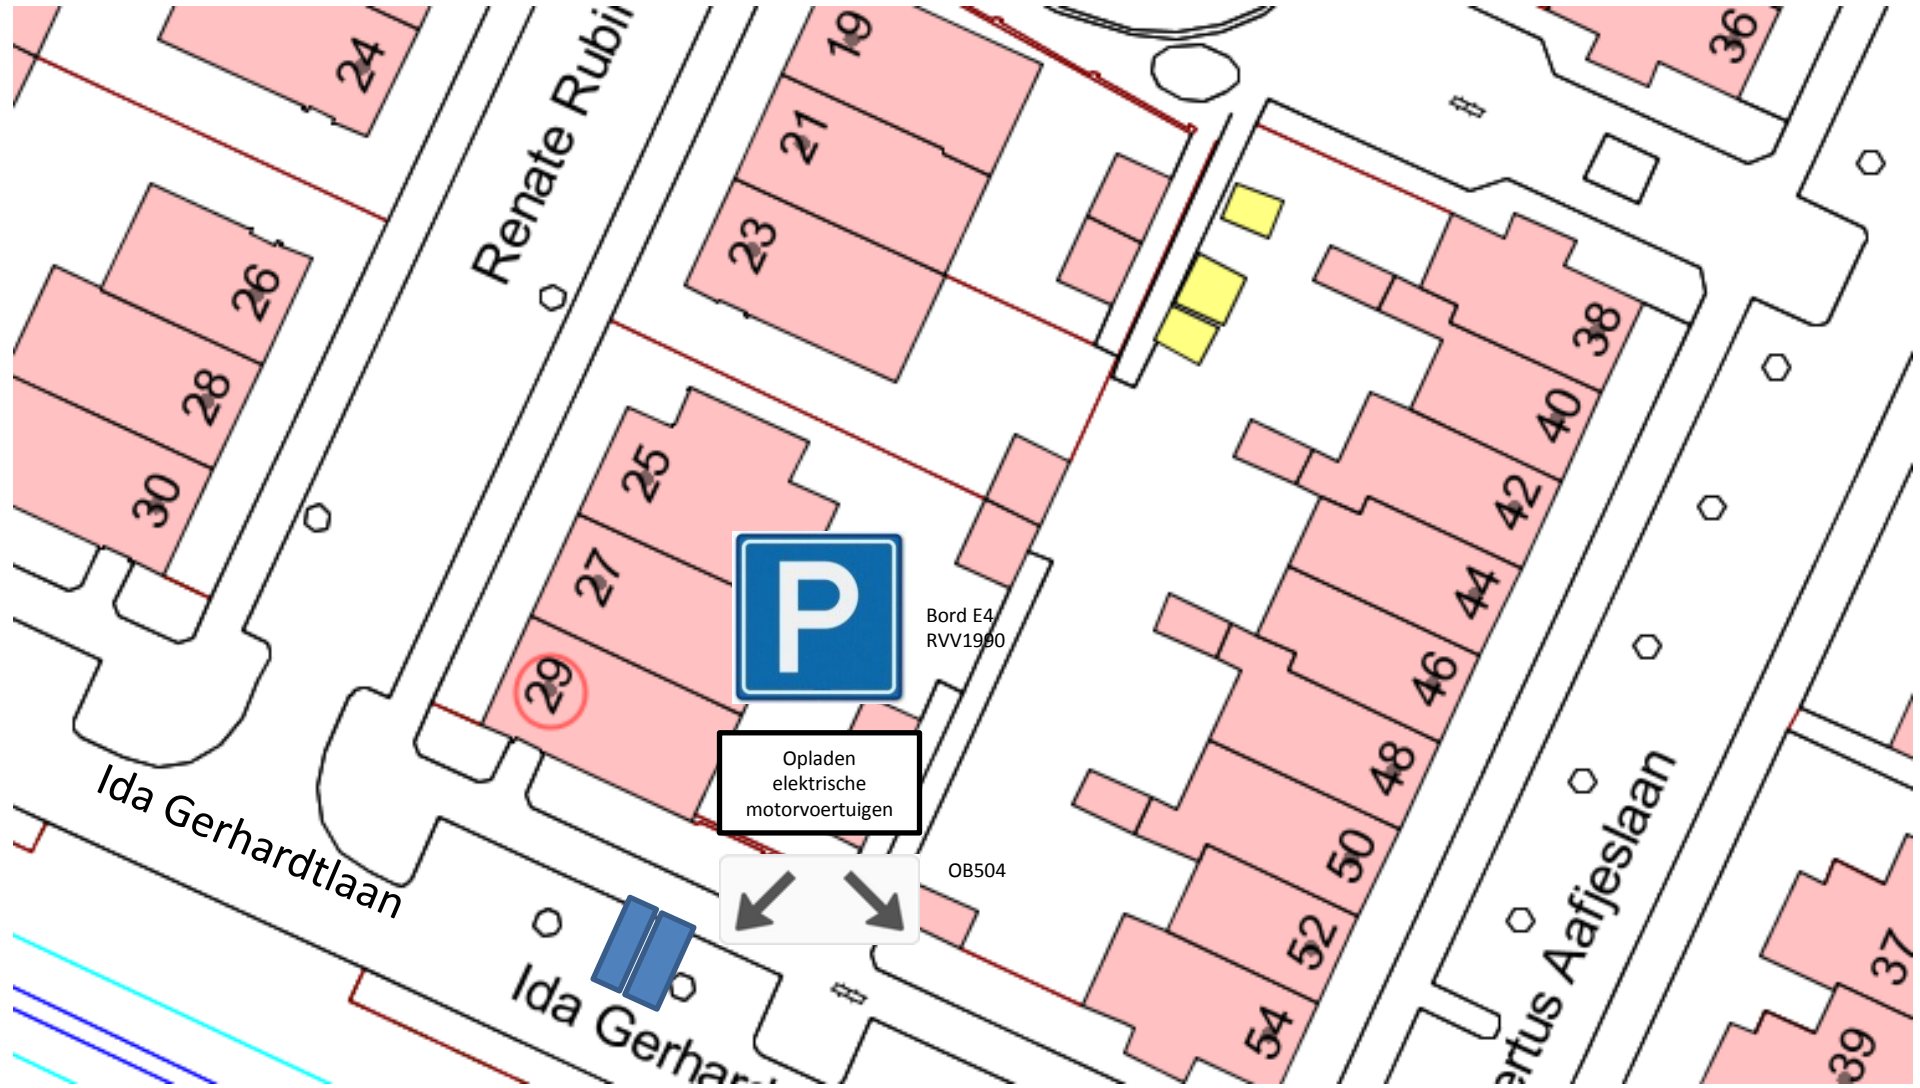 24
Renate Rubi
19
36
21
23
26
28
30
38
40
42
44
46
48
50
52
54
25
27
29
P
Bord E4
RVV1990
Opladen
elektrische
motorvoertuigen
OB504
Ida Gerhardtlaan
Ida Gerhard
ertus Aafjeslaan
37
39